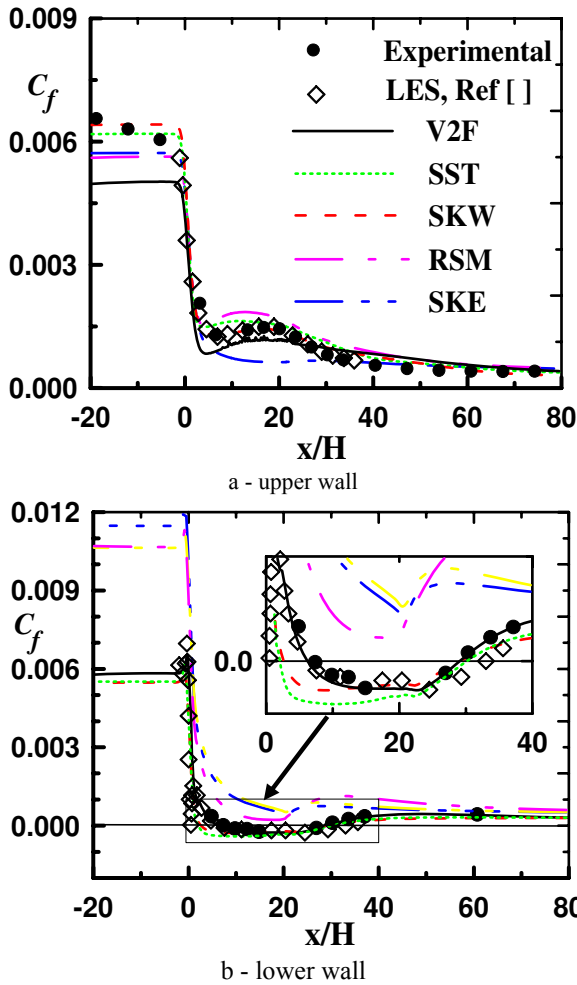 0.009
C_f
0.006
0.003
0.000
Experimental
LES, Ref [ ]
V2F
SST
SKW
RSM
SKE
-20 0 20 40 60 80
x/H
a - upper wall
0.012
0.009
C_f
0.006
0.003
0.000
0.0
0 20 40
-20 0 20 40 60 80
x/H
b - lower wall